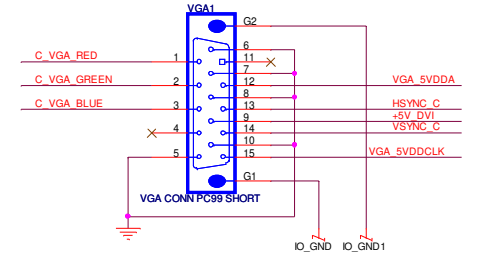 VGA1
G2
C_VGA_RED
1
6
11
7
C_VGA_GREEN
2
12
VGA_5VDDA
8
C_VGA_BLUE
3
13
HSYNC_C
9
+5V_DVI
4
14
VSYNC_C
10
5
15
VGA_5VDDCLK
G1
VGA CONN PC99 SHORT
IO_GND
IO_GND1